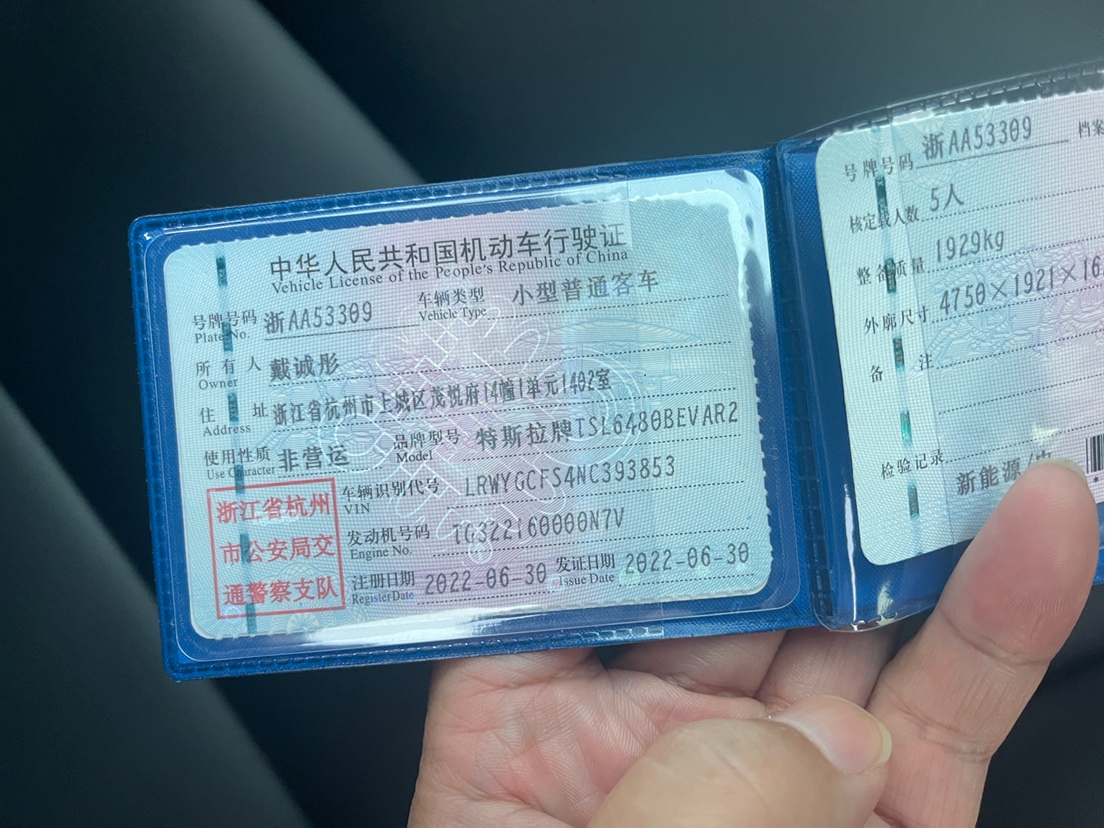 中华人民共和国机动车行驶证
Vehicle License of the People's Republic of China
号牌号码 浙AA53309 车辆类型 小型普通客车
Plate No. Vehicle Type
所有人 戴诚彤
Owner
住址 浙江省杭州市上城区茂悦府14幢1单元1402室
Address
使用性质 非营运 品牌型号 特斯拉牌TSL6480BEVAR2
Use Character Model
车辆识别代号 LRWYGCFS4NC393853
VIN
发动机号码 TG322160000N7V
Engine No.
注册日期 2022-06-30 发证日期 2022-06-30
Register Date Issue Date
浙江省杭州
市公安局交
通警察支队
号牌号码 浙AA53309 档案
核定载人数 5人
整备质量 1929kg
外廓尺寸 4750×1921×16
备注
检验记录
新能源